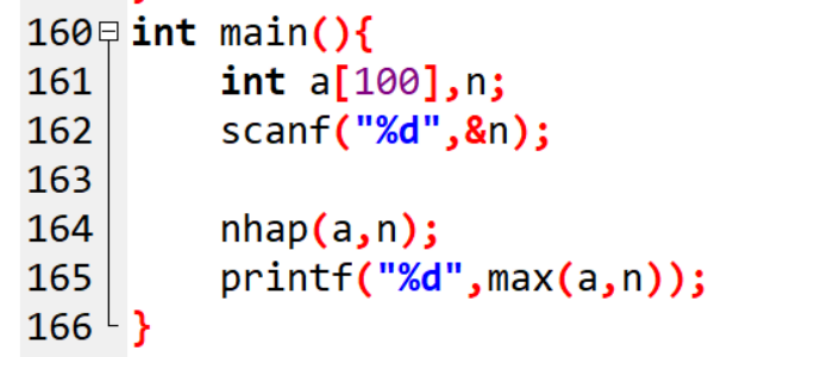 160 int main(){
161 int a[100],n;
162 scanf("%d",&n);
163
164 nhap(a,n);
165 printf("%d",max(a,n));
166 }